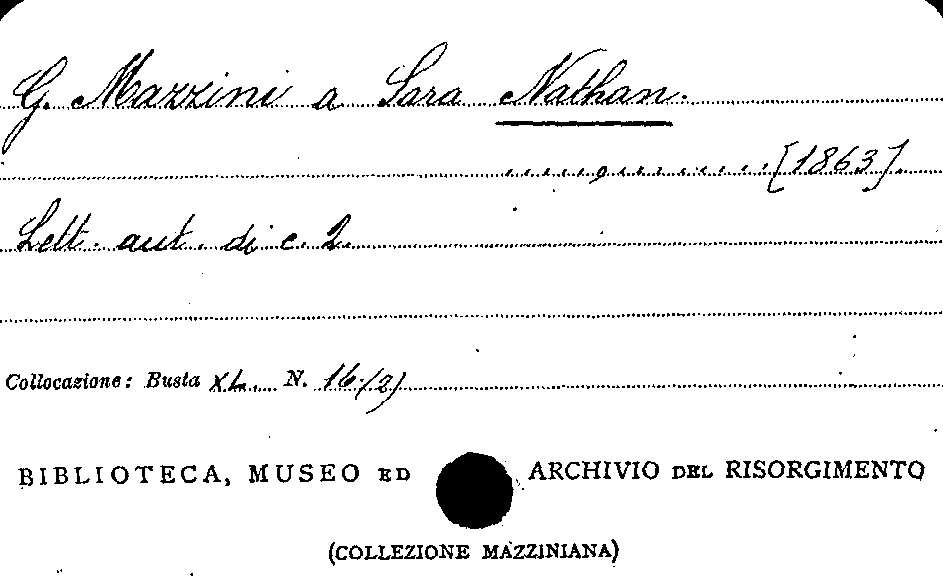 G. Mazzini a Sara Nathan.
[1863]
Lett. aut. di c. 2.
Collocazione: Busta XL. N. 16/2)
BIBLIOTECA, MUSEO ED ARCHIVIO DEL RISORGIMENTO
(COLLEZIONE MAZZINIANA)